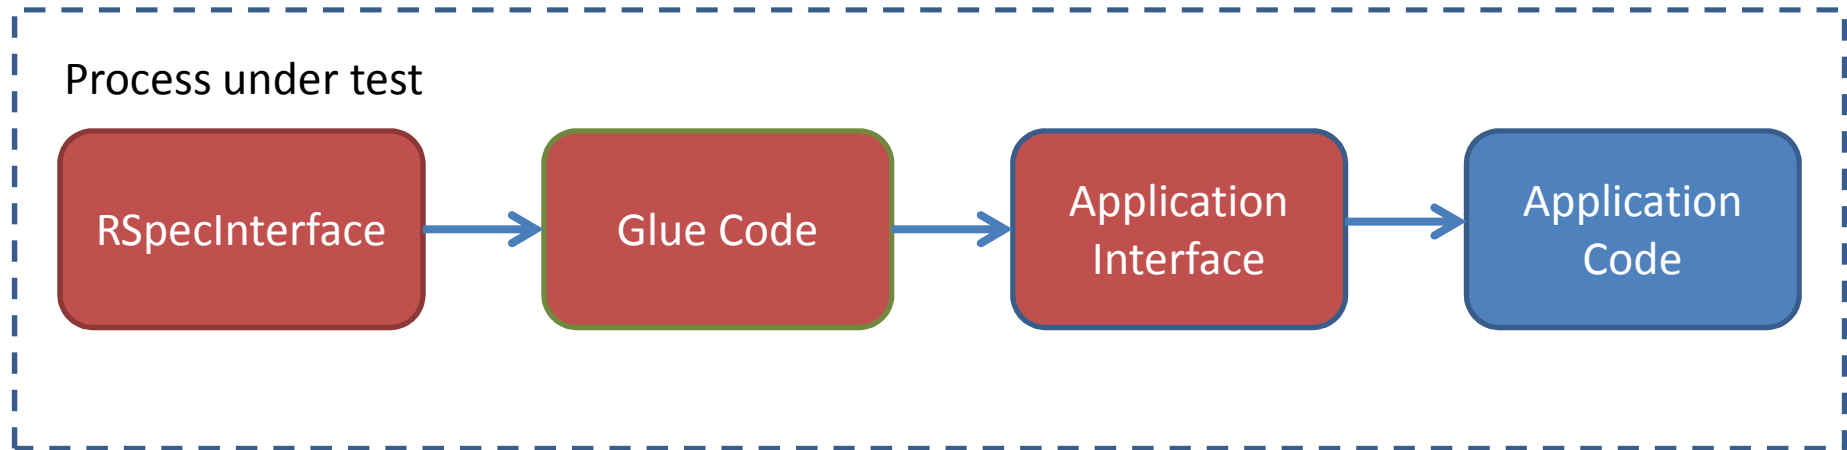 Process under test
RSpecInterface
Glue Code
Application
Interface
Application
Code